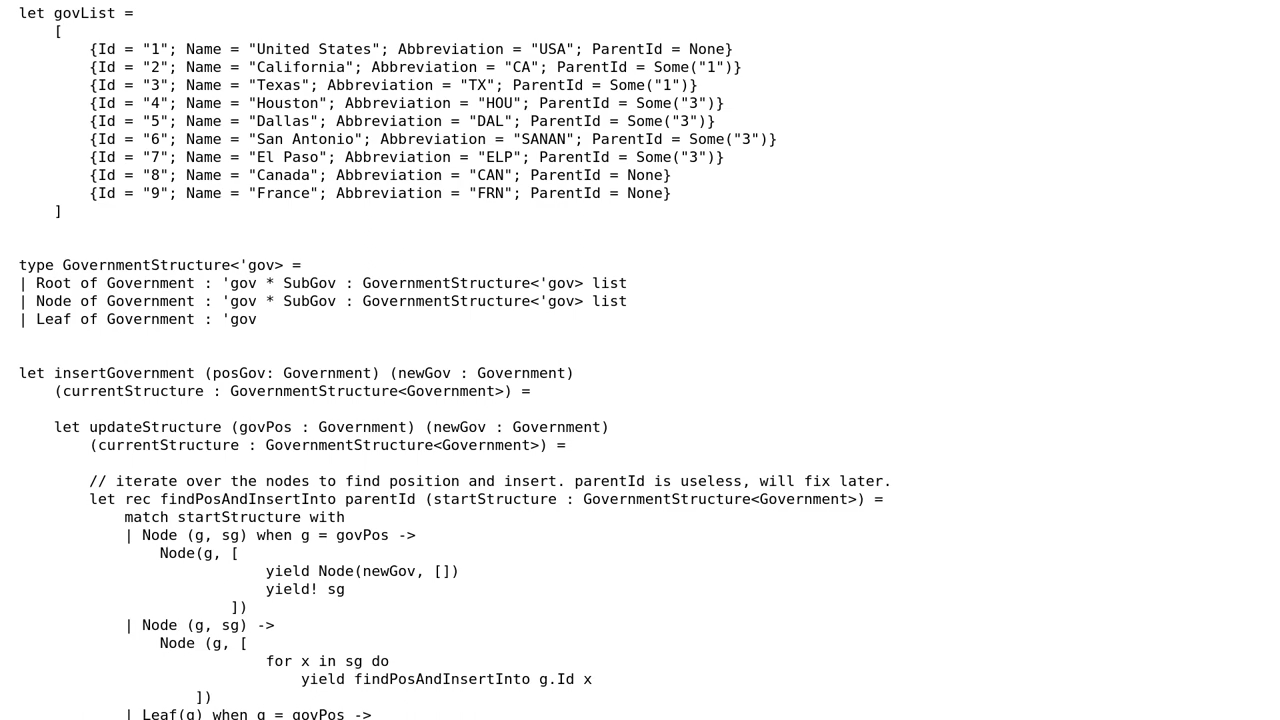 let govList =
    [
        {Id = "1"; Name = "United States"; Abbreviation = "USA"; ParentId = None}
        {Id = "2"; Name = "California"; Abbreviation = "CA"; ParentId = Some("1")}
        {Id = "3"; Name = "Texas"; Abbreviation = "TX"; ParentId = Some("1")}
        {Id = "4"; Name = "Houston"; Abbreviation = "HOU"; ParentId = Some("3")}
        {Id = "5"; Name = "Dallas"; Abbreviation = "DAL"; ParentId = Some("3")}
        {Id = "6"; Name = "San Antonio"; Abbreviation = "SANAN"; ParentId = Some("3")}
        {Id = "7"; Name = "El Paso"; Abbreviation = "ELP"; ParentId = Some("3")}
        {Id = "8"; Name = "Canada"; Abbreviation = "CAN"; ParentId = None}
        {Id = "9"; Name = "France"; Abbreviation = "FRN"; ParentId = None}
    ]


type GovernmentStructure<'gov> =
| Root of Government : 'gov * SubGov : GovernmentStructure<'gov> list
| Node of Government : 'gov * SubGov : GovernmentStructure<'gov> list
| Leaf of Government : 'gov


let insertGovernment (posGov: Government) (newGov : Government)
    (currentStructure : GovernmentStructure<Government>) =

    let updateStructure (govPos : Government) (newGov : Government)
        (currentStructure : GovernmentStructure<Government>) =

        // iterate over the nodes to find position and insert. parentId is useless, will fix later.
        let rec findPosAndInsertInto parentId (startStructure : GovernmentStructure<Government>) =
            match startStructure with
            | Node (g, sg) when g = govPos ->
                Node(g, [
                            yield Node(newGov, [])
                            yield! sg
                        ])
            | Node (g, sg) ->
                Node (g, [
                            for x in sg do
                                yield findPosAndInsertInto g.Id x
                    ])
            | Leaf(g) when g = govPos ->